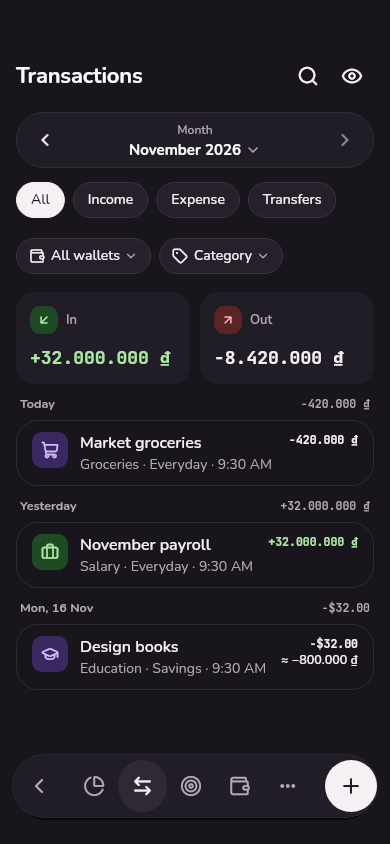 Transactions
Month
November 2026
All
Income
Expense
Transfers
All wallets
Category
In
Out
+32.000.000 ₫
-8.420.000 ₫
Today
-420.000 ₫
Market groceries
-420.000 ₫
Groceries · Everyday · 9:30 AM
Yesterday
+32.000.000 ₫
November payroll
+32.000.000 ₫
Salary · Everyday · 9:30 AM
Mon, 16 Nov
-$32.00
Design books
-$32.00
Education · Savings · 9:30 AM
≈ −800.000 ₫